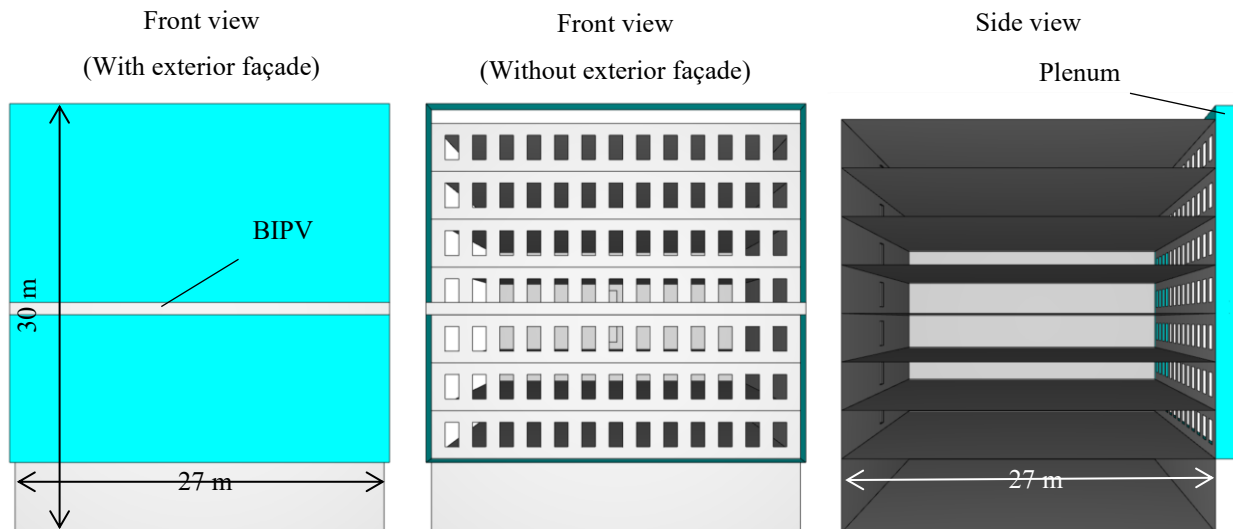 Front view
(With exterior façade)
Front view
(Without exterior façade)
Side view
Plenum
BIPV
30 m
27 m
27 m